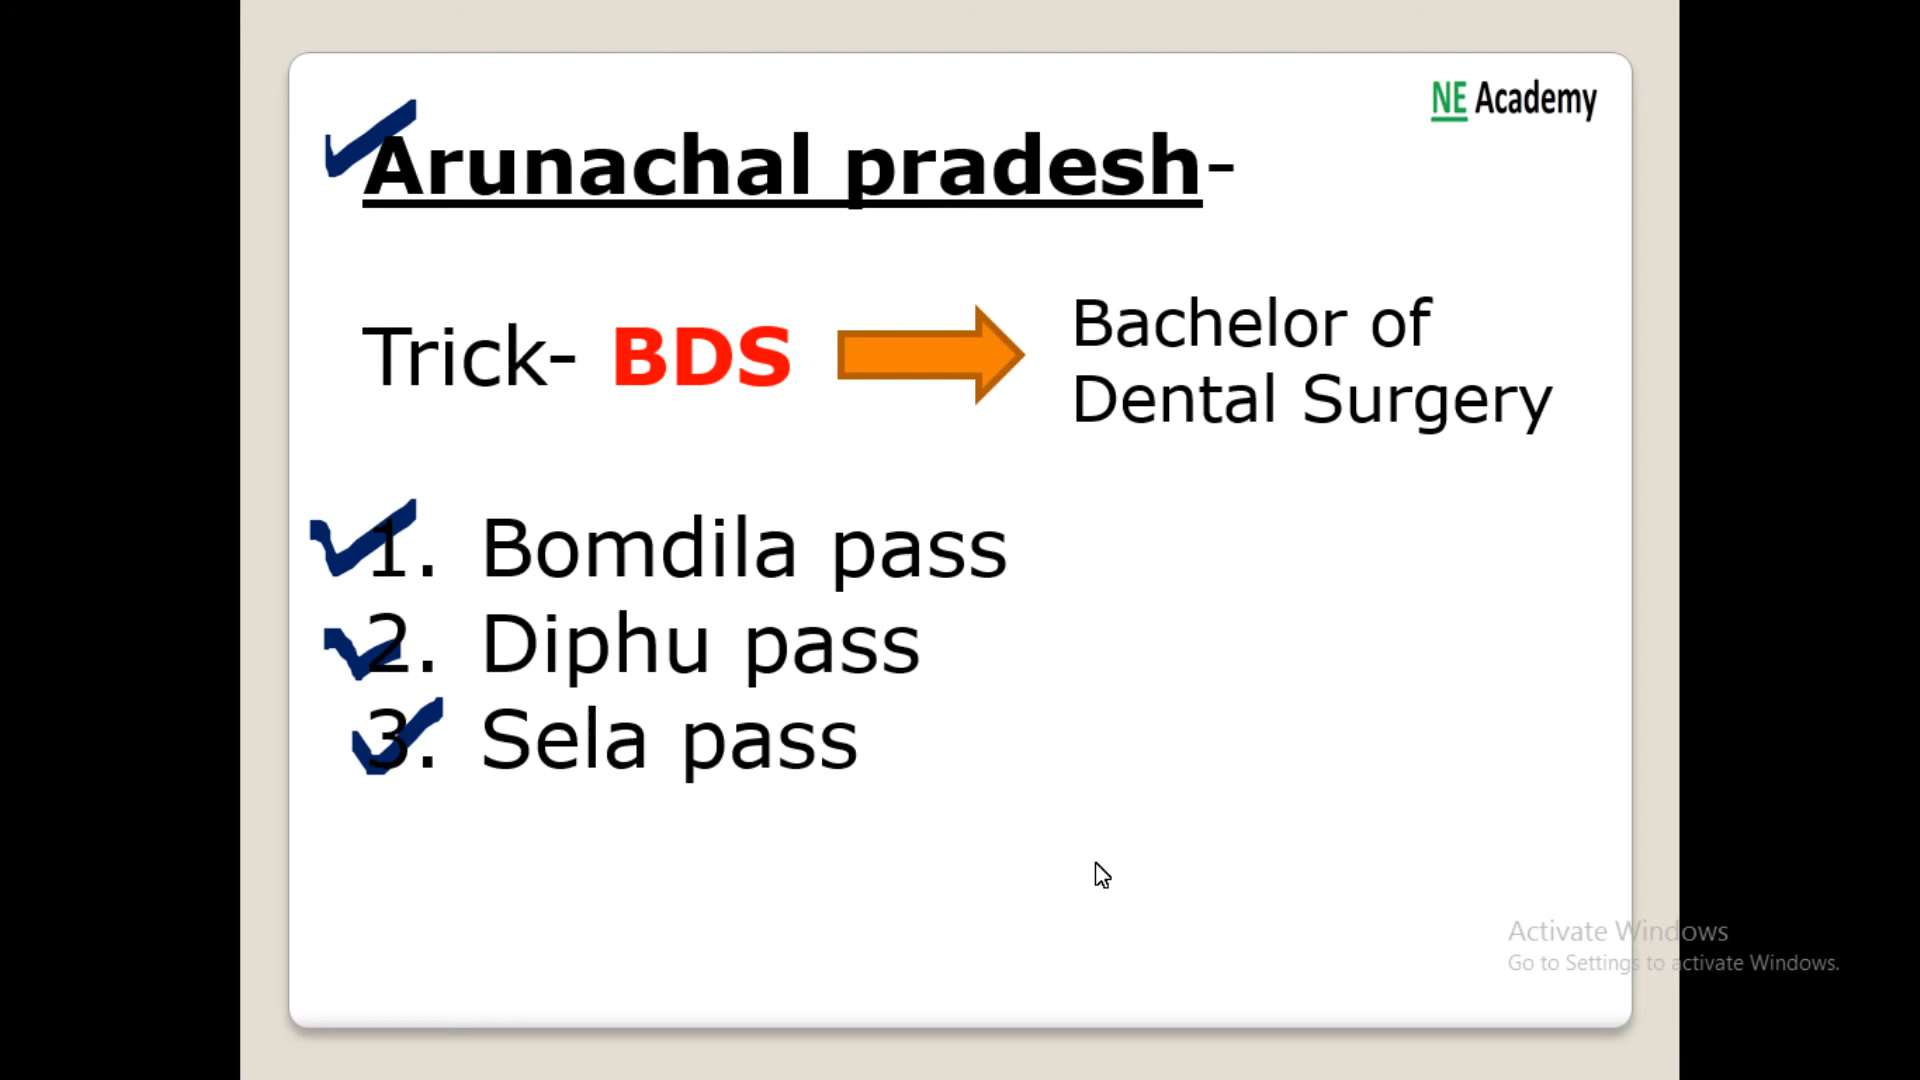 NE Academy
Arunachal pradesh-
Trick- BDS
Bachelor of
Dental Surgery
1. Bomdila pass
2. Diphu pass
3. Sela pass
Activate Windows
Go to Settings to activate Windows.